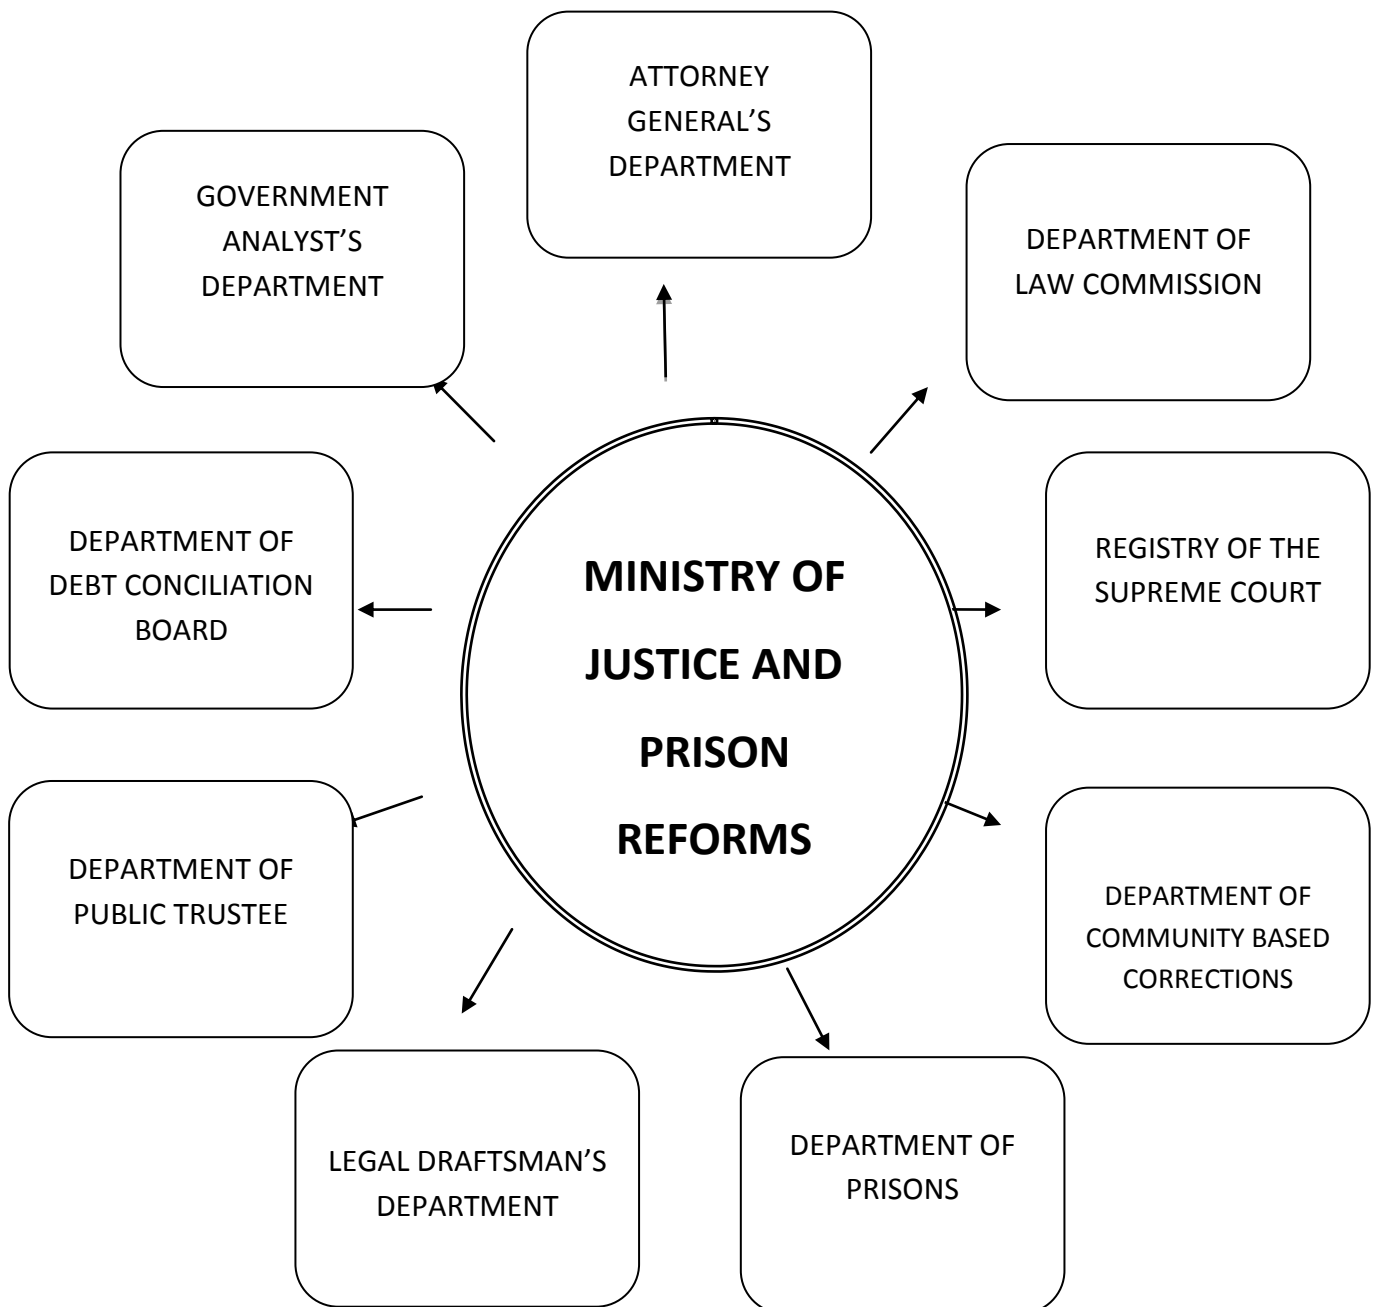 ATTORNEY
GENERAL’S
DEPARTMENT
GOVERNMENT
ANALYST’S
DEPARTMENT
DEPARTMENT OF
LAW COMMISSION
DEPARTMENT OF
DEBT CONCILIATION
BOARD
MINISTRY OF
JUSTICE AND
PRISON
REFORMS
REGISTRY OF THE
SUPREME COURT
DEPARTMENT OF
PUBLIC TRUSTEE
DEPARTMENT OF
COMMUNITY BASED
CORRECTIONS
LEGAL DRAFTSMAN’S
DEPARTMENT
DEPARTMENT OF
PRISONS